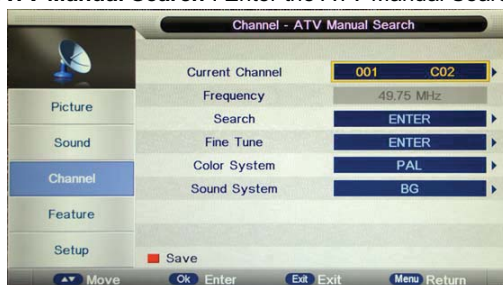 Channel - ATV Manual Search
Current Channel 001 C02
Frequency 49.75 MHz
Search ENTER
Fine Tune ENTER
Color System PAL
Sound System BG
Picture
Sound
Channel
Feature
Setup
Save
Move Ok Enter Exit Exit Menu Return